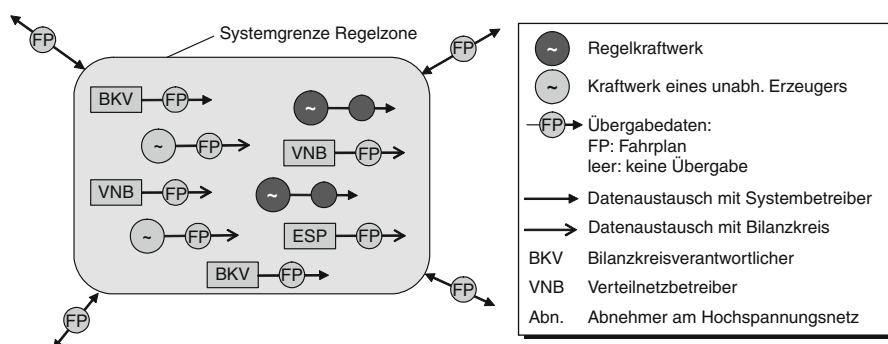 Systemgrenze Regelzone
FP
FP
BKV FP
~
~ FP
VNB FP
VNB FP
~
~ FP
ESP FP
BKV FP
FP
FP
~ Regelkraftwerk
~ Kraftwerk eines unabh. Erzeugers
FP Übergabedaten:
FP: Fahrplan
leer: keine Übergabe
Datenaustausch mit Systembetreiber
Datenaustausch mit Bilanzkreis
BKV Bilanzkreisverantwortlicher
VNB Verteilnetzbetreiber
Abn. Abnehmer am Hochspannungsnetz